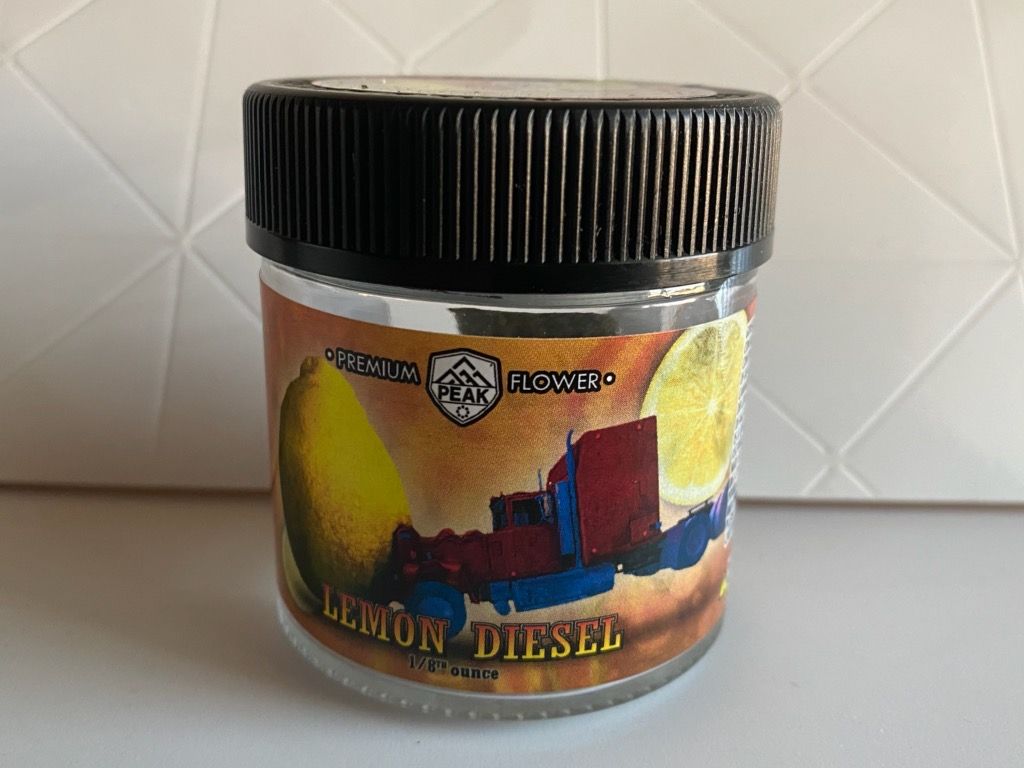 • PREMIUM PEAK FLOWER •
LEMON DIESEL
1/8TH ounce